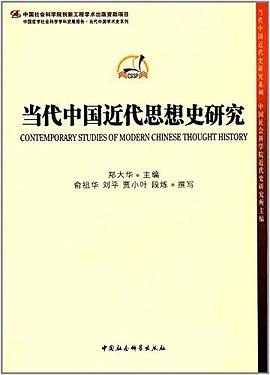 中国社会科学院创新工程学术出版资助项目
中国哲学社会科学学科发展报告·当代中国学术史系列
CSSP
当代中国近代思想史研究
CONTEMPORARY STUDIES OF MODERN CHINESE THOUGHT HISTORY
郑大华·主编
俞祖华 刘平 贾小叶 段炼·撰写
中国社会科学出版社
当代中国近代史研究系列 中国社会科学院近代史研究所主编